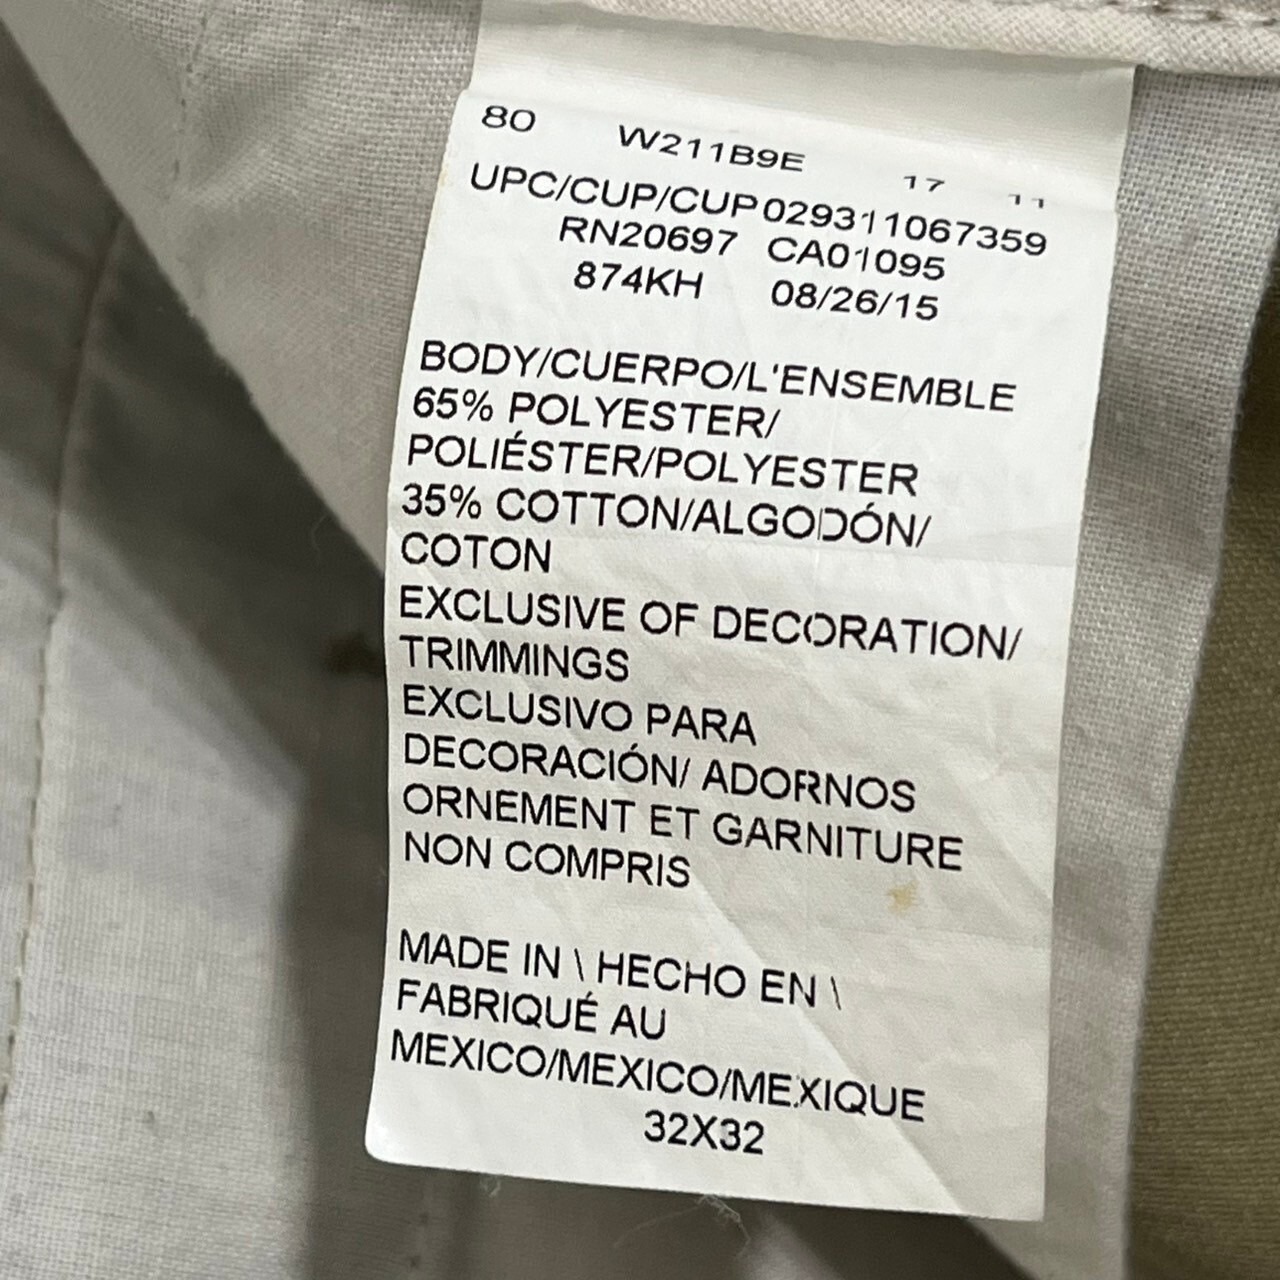 80 W211B9E 17 11
UPC/CUP/CUP029311067359
RN20697 CA01095
874KH 08/26/15
BODY/CUERPO/L'ENSEMBLE
65% POLYESTER/
POLIÉSTER/POLYESTER
35% COTTON/ALGODÓN/
COTON
EXCLUSIVE OF DECORATION/
TRIMMINGS
EXCLUSIVO PARA
DECORACIÓN/ ADORNOS
ORNEMENT ET GARNITURE
NON COMPRIS
MADE IN \ HECHO EN \
FABRIQUÉ AU
MEXICO/MEXICO/MEXIQUE
32X32